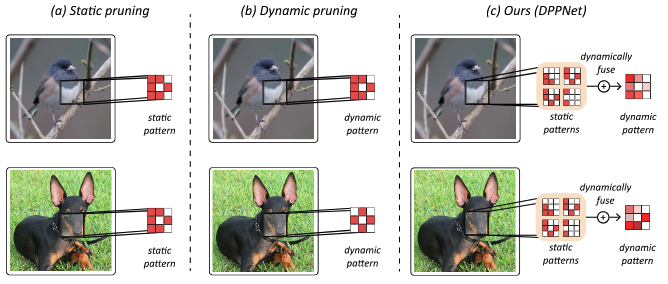 (a) Static pruning
(b) Dynamic pruning
(c) Ours (DPPNet)
static
pattern
dynamic
pattern
dynamically
fuse
static
patterns
dynamic
pattern
static
pattern
dynamic
pattern
dynamically
fuse
static
patterns
dynamic
pattern